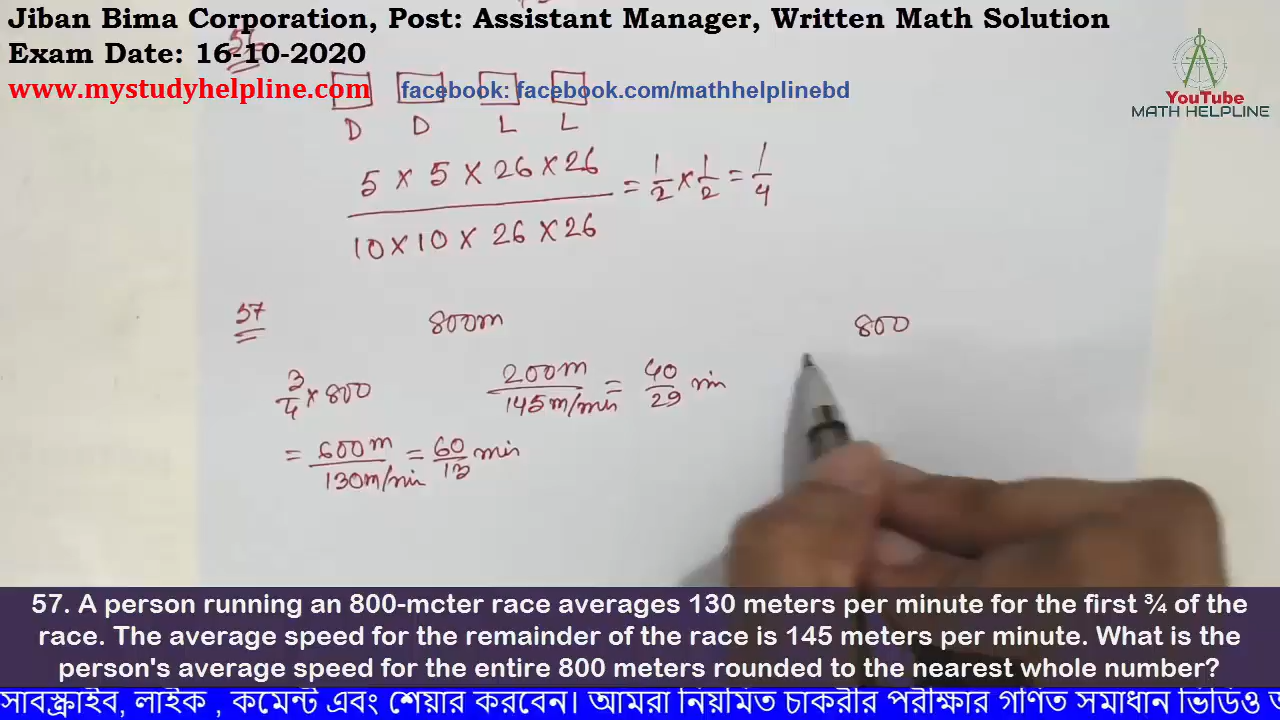 Jiban Bima Corporation, Post: Assistant Manager, Written Math Solution
Exam Date: 16-10-2020
www.mystudyhelpline.com
facebook: facebook.com/mathhelplinebd
YouTube
MATH HELPLINE
D D L L
5 × 5 × 26 × 26 / 10 × 10 × 26 × 26 = 1/2 × 1/2 = 1/4
57
800m
800
3/4 × 800
200m / 145m/min = 40/29 min
= 600m / 130m/min = 60/13 min
57. A person running an 800-mcter race averages 130 meters per minute for the first ¾ of the
race. The average speed for the remainder of the race is 145 meters per minute. What is the
person's average speed for the entire 800 meters rounded to the nearest whole number?
সাবস্ক্রাইব, লাইক , কমেন্ট এবং শেয়ার করবেন। আমরা নিয়মিত চাকরীর পরীক্ষার গণিত সমাধান ভিডিও